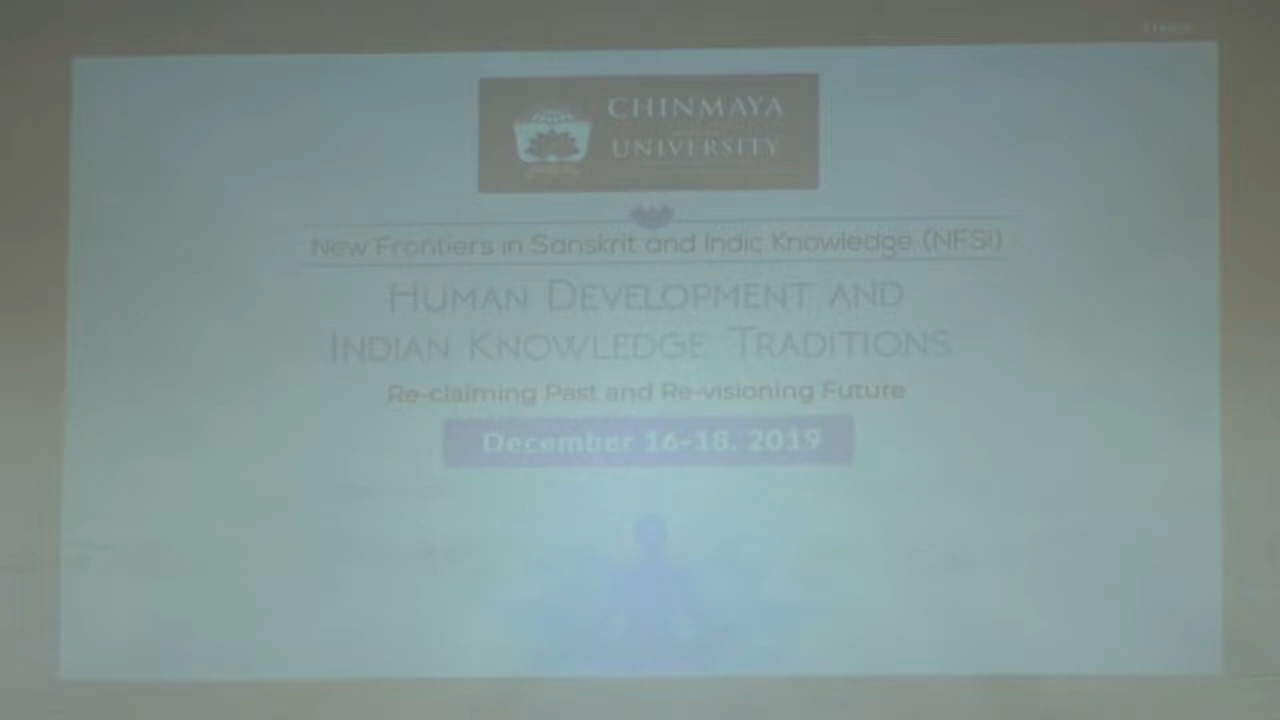 CHINMAYA
UNIVERSITY
New Frontiers in Sanskrit and Indic Knowledge (NFSI)
HUMAN DEVELOPMENT AND
INDIAN KNOWLEDGE TRADITIONS
Re-claiming Past and Re-visioning Future
December 16-18, 2019